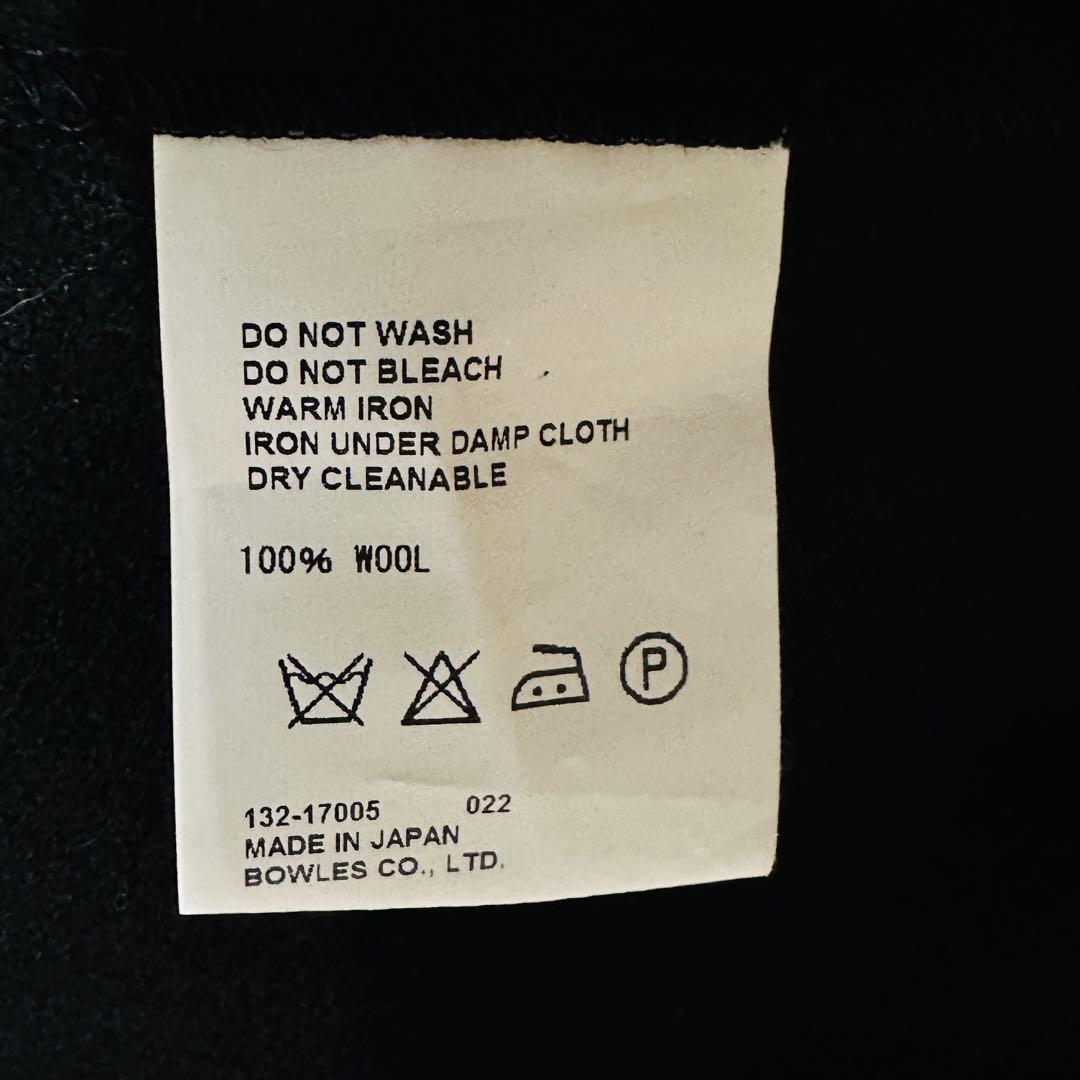 DO NOT WASH
DO NOT BLEACH
WARM IRON
IRON UNDER DAMP CLOTH
DRY CLEANABLE
100% WOOL
P
132-17005 022
MADE IN JAPAN
BOWLES CO., LTD.